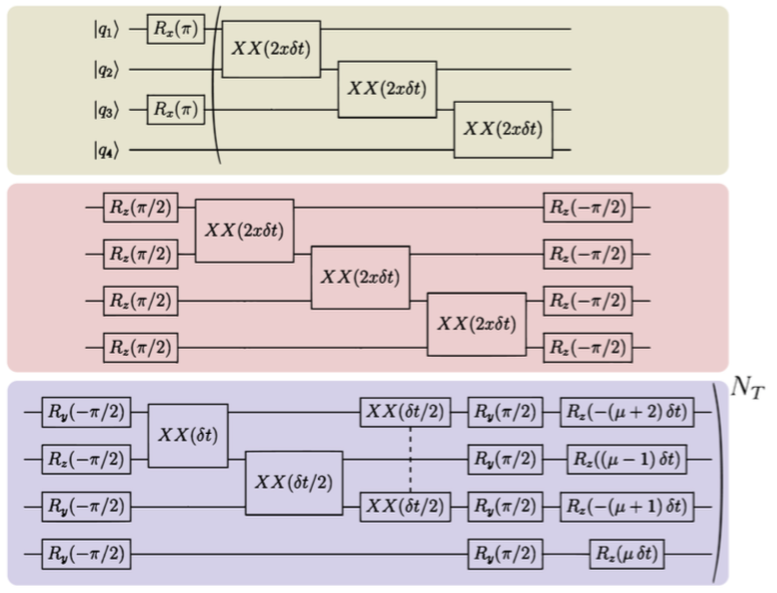 |q₁⟩ Rₓ(π)
XX(2xδt)
|q₂⟩
XX(2xδt)
|q₃⟩ Rₓ(π)
XX(2xδt)
|q₄⟩
R_z(π/2) R_z(−π/2)
XX(2xδt)
R_z(π/2) R_z(−π/2)
XX(2xδt)
R_z(π/2) R_z(−π/2)
XX(2xδt)
R_z(π/2) R_z(−π/2)
N_T
R_y(−π/2) XX(δt/2) R_y(π/2) R_z(−(μ + 2) δt)
XX(δt)
R_z(−π/2) R_y(π/2) R_z((μ − 1) δt)
XX(δt/2)
R_y(−π/2) XX(δt/2) R_y(π/2) R_z(−(μ + 1) δt)
R_y(−π/2) R_y(π/2) R_z(μ δt)